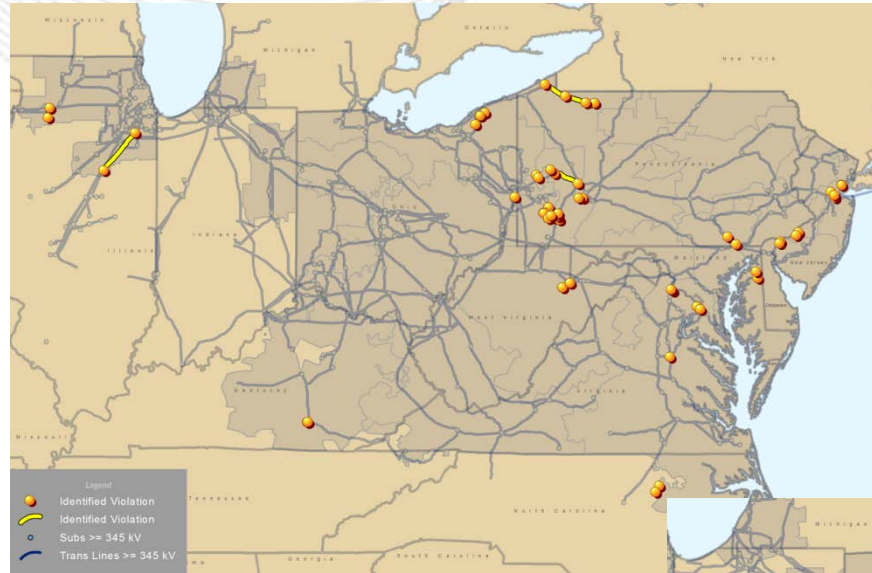 Wisconsin
Michigan
Ontario
New York
Pennsylvania
Ohio
Illinois
Indiana
Maryland
New Jersey
Delaware
West Virginia
Virginia
Kentucky
Missouri
Tennessee
North Carolina
Georgia
South Carolina
Legend
Identified Violation
Identified Violation
Subs >= 345 kV
Trans Lines >= 345 kV
Michigan